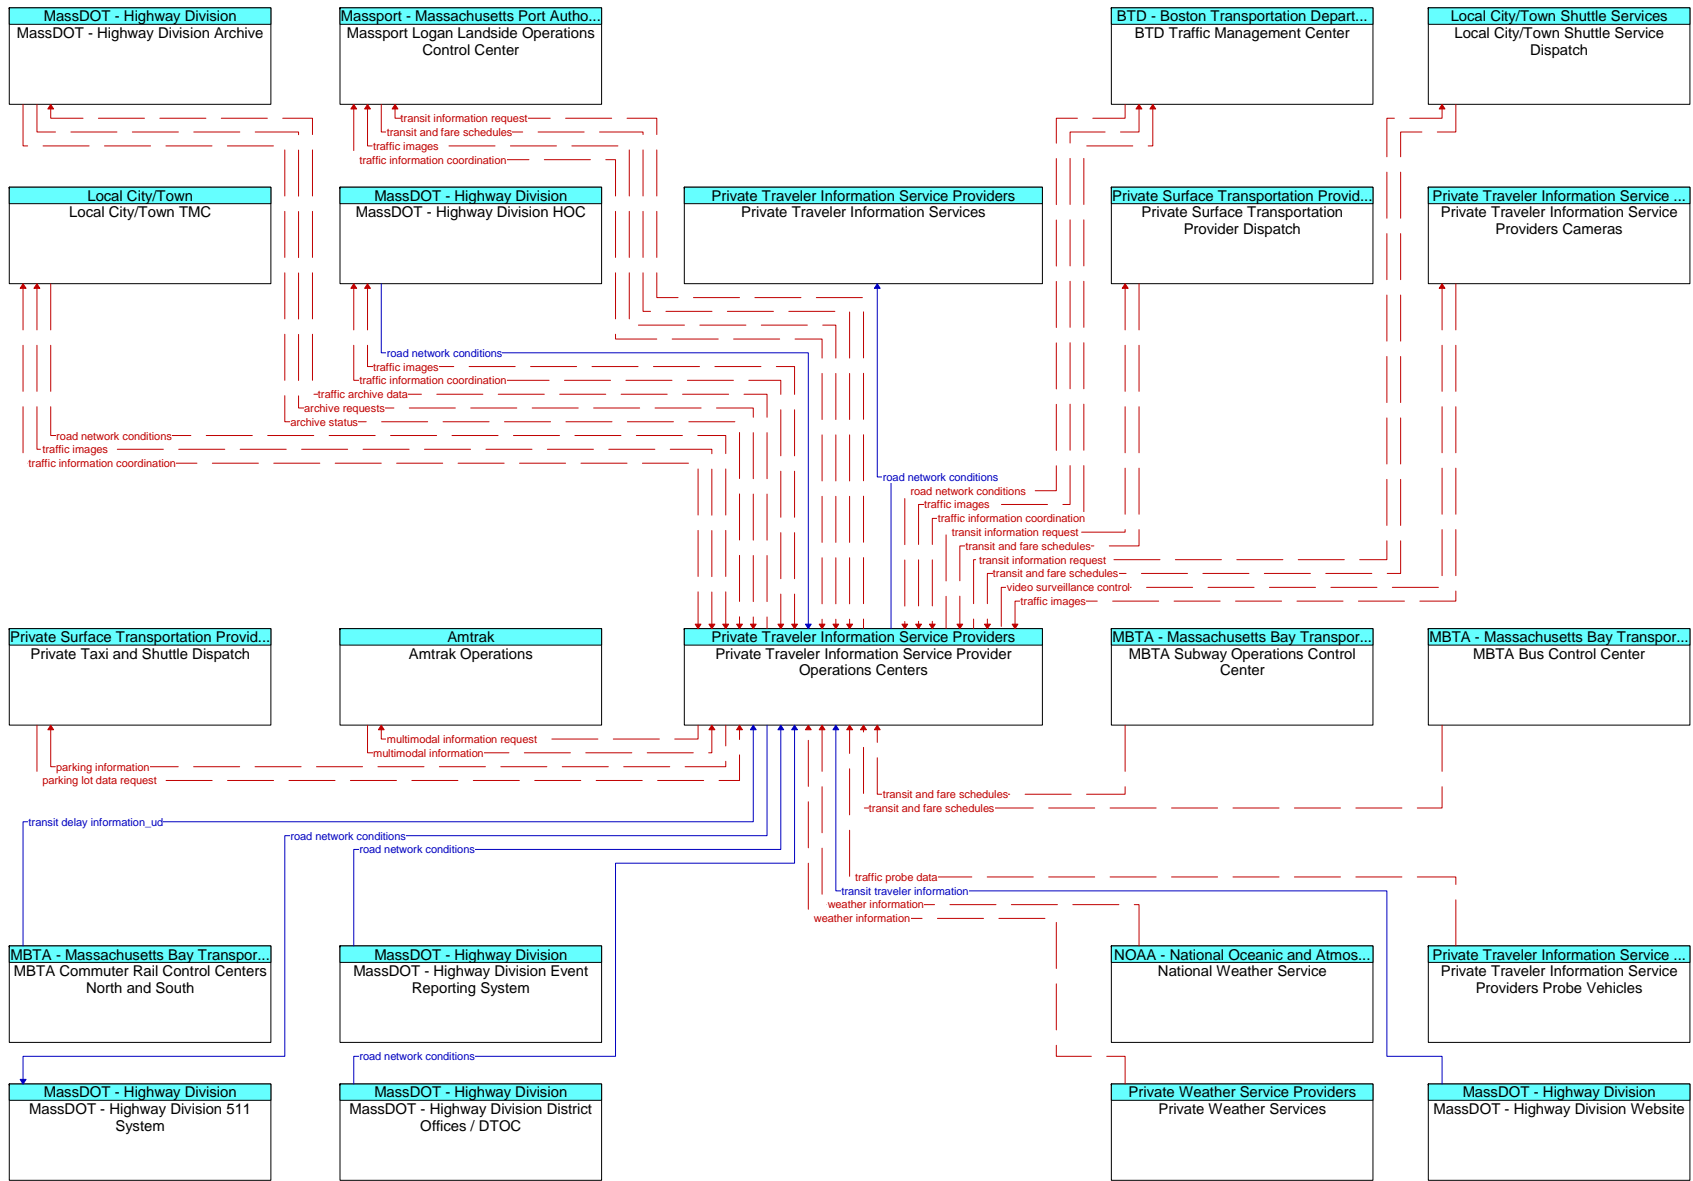 MassDOT - Highway Division
MassDOT - Highway Division Archive
Massport - Massachusetts Port Autho...
Massport Logan Landside Operations
Control Center
BTD - Boston Transportation Depart...
BTD Traffic Management Center
Local City/Town Shuttle Services
Local City/Town Shuttle Service
Dispatch
transit information request
transit and fare schedules
traffic images
traffic information coordination
Local City/Town
Local City/Town TMC
MassDOT - Highway Division
MassDOT - Highway Division HOC
Private Traveler Information Service Providers
Private Traveler Information Services
Private Surface Transportation Provid...
Private Surface Transportation
Provider Dispatch
Private Traveler Information Service ...
Private Traveler Information Service
Providers Cameras
road network conditions
traffic images
traffic information coordination
traffic archive data
archive requests
archive status
road network conditions
traffic images
traffic information coordination
road network conditions
road network conditions
traffic images
traffic information coordination
transit information request
transit and fare schedules
transit information request
transit and fare schedules
video surveillance control
traffic images
Private Surface Transportation Provid...
Private Taxi and Shuttle Dispatch
Amtrak
Amtrak Operations
Private Traveler Information Service Providers
Private Traveler Information Service Provider
Operations Centers
MBTA - Massachusetts Bay Transpor...
MBTA Subway Operations Control
Center
MBTA - Massachusetts Bay Transpor...
MBTA Bus Control Center
multimodal information request
multimodal information
parking information
parking lot data request
transit and fare schedules
transit and fare schedules
transit delay information_ud
road network conditions
road network conditions
traffic probe data
transit traveler information
weather information
weather information
MBTA - Massachusetts Bay Transpor...
MBTA Commuter Rail Control Centers
North and South
MassDOT - Highway Division
MassDOT - Highway Division Event
Reporting System
NOAA - National Oceanic and Atmos...
National Weather Service
Private Traveler Information Service ...
Private Traveler Information Service
Providers Probe Vehicles
road network conditions
MassDOT - Highway Division
MassDOT - Highway Division 511
System
MassDOT - Highway Division
MassDOT - Highway Division District
Offices / DTOC
Private Weather Service Providers
Private Weather Services
MassDOT - Highway Division
MassDOT - Highway Division Website